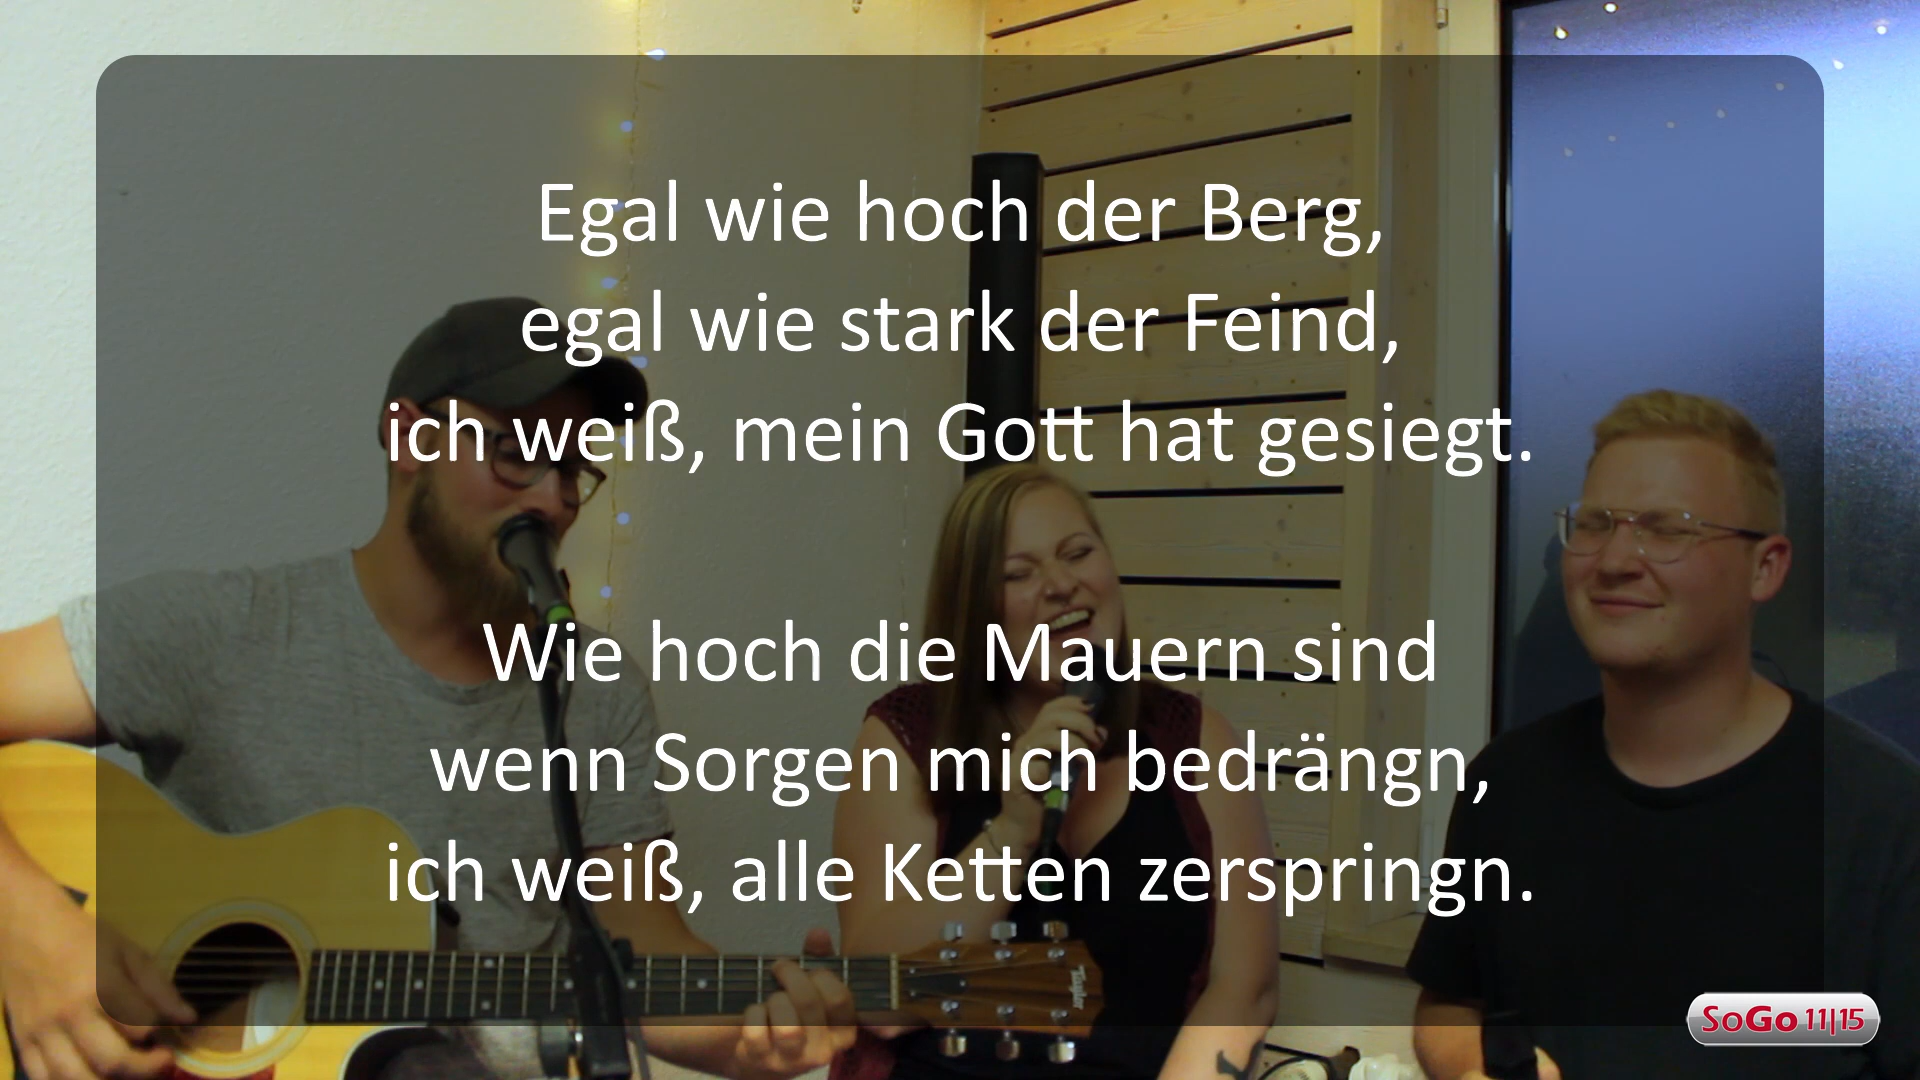 Egal wie hoch der Berg,
egal wie stark der Feind,
ich weiß, mein Gott hat gesiegt.
Wie hoch die Mauern sind
wenn Sorgen mich bedrängn,
ich weiß, alle Ketten zerspringn.
Taylor
SoGo 11|15